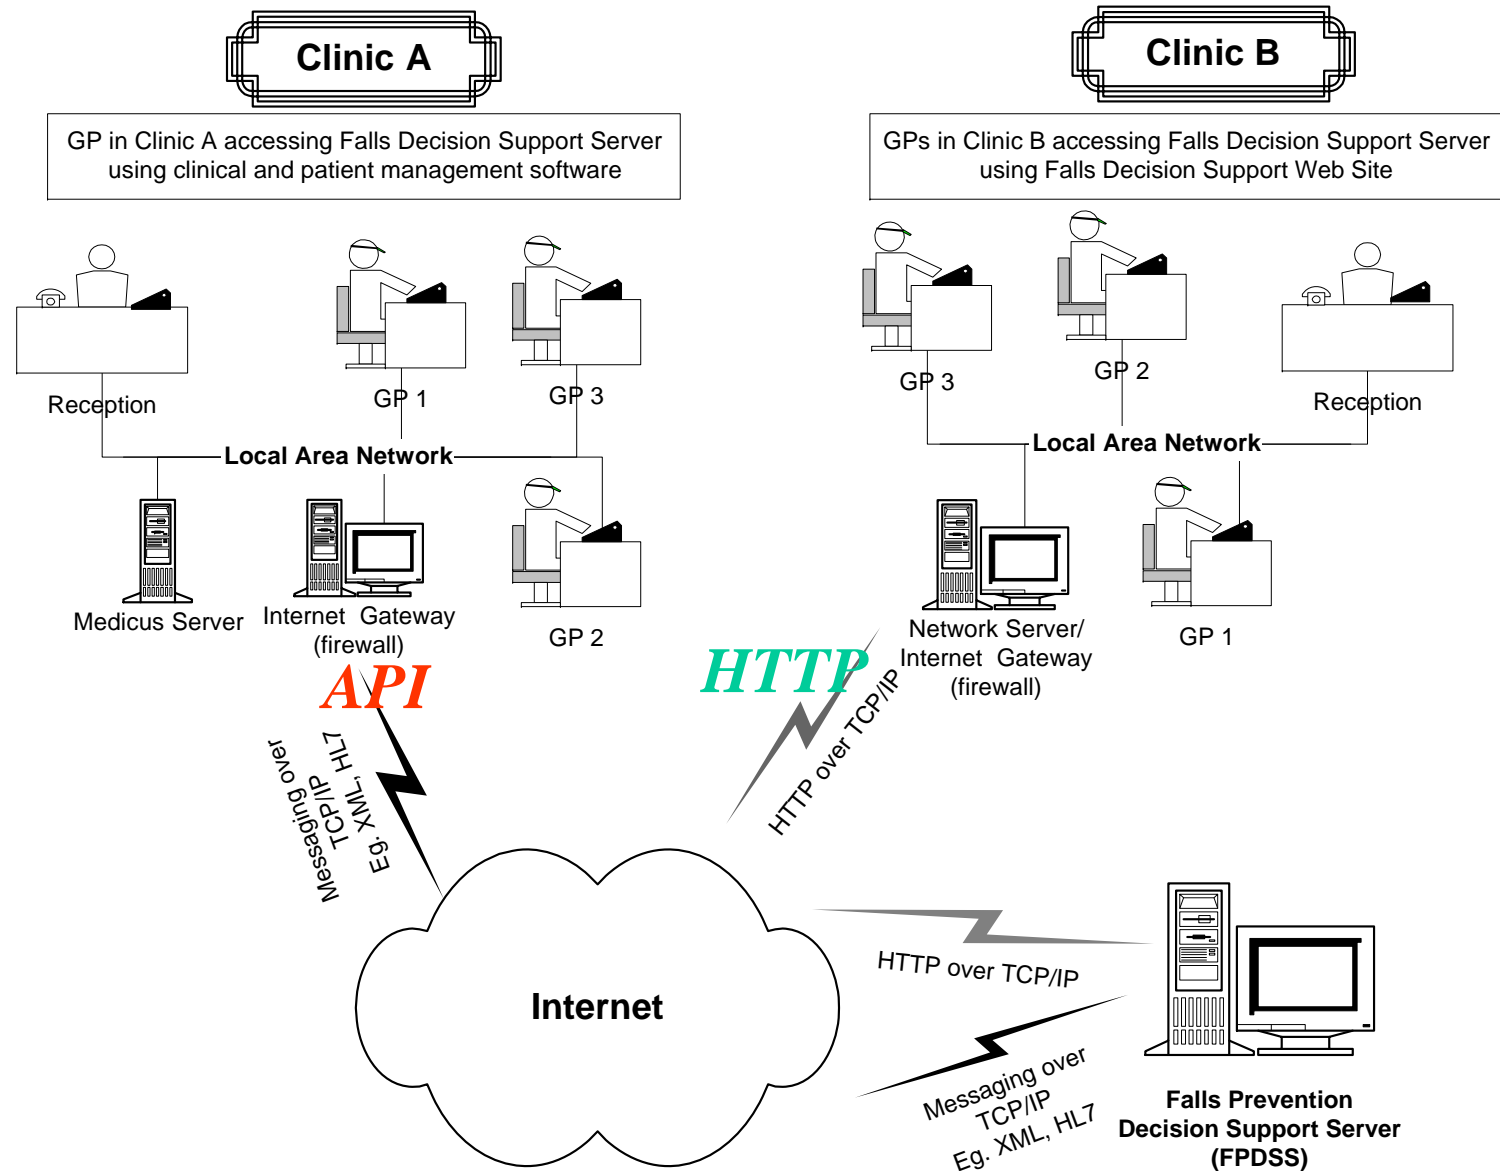 Clinic A
Clinic B
GP in Clinic A accessing Falls Decision Support Server
using clinical and patient management software
GPs in Clinic B accessing Falls Decision Support Server
using Falls Decision Support Web Site
Reception
GP 1
GP 3
GP 3
GP 2
Reception
Local Area Network
Local Area Network
Medicus Server
Internet Gateway
(firewall)
GP 2
Network Server/
Internet Gateway
(firewall)
GP 1
API
HTTP
Messaging over
TCP/IP
Eg. XML, HL7
HTTP over TCP/IP
Internet
HTTP over TCP/IP
Messaging over
TCP/IP
Eg. XML, HL7
Falls Prevention
Decision Support Server
(FPDSS)